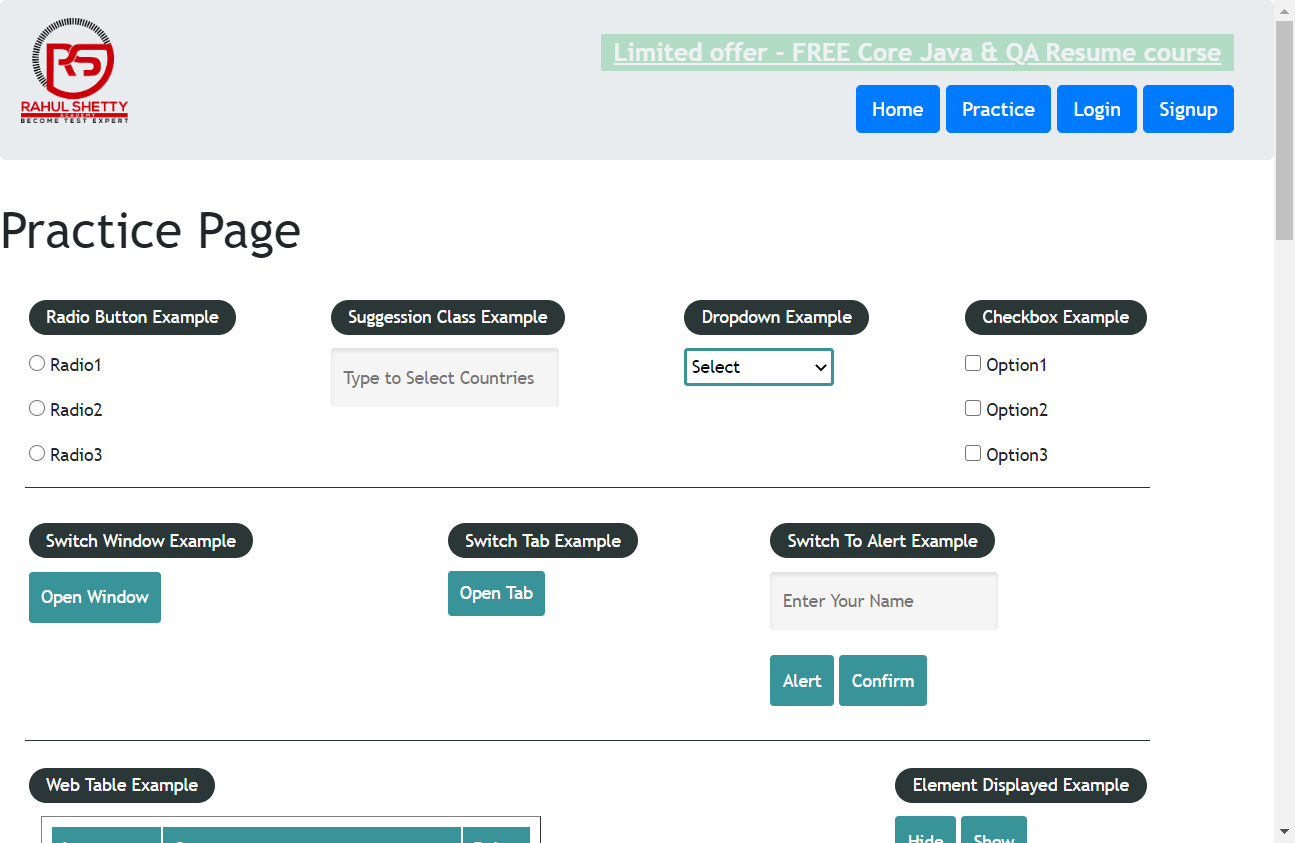 RS
RAHUL SHETTY
ACADEMY
BECOME TEST EXPERT
Limited offer - FREE Core Java & QA Resume course
Home Practice Login Signup
Practice Page
Radio Button Example
Radio1
Radio2
Radio3
Suggession Class Example
Type to Select Countries
Dropdown Example
Select
Checkbox Example
Option1
Option2
Option3
Switch Window Example
Open Window
Switch Tab Example
Open Tab
Switch To Alert Example
Enter Your Name
Alert Confirm
Web Table Example
Element Displayed Example
Hide Show